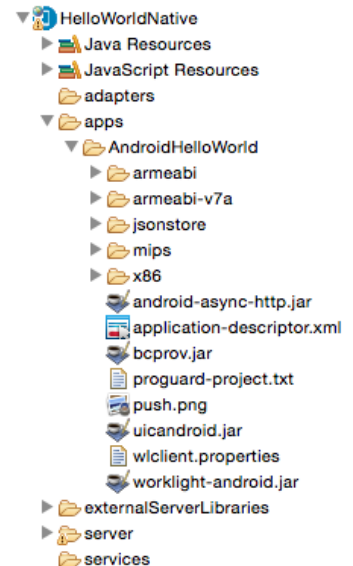 HelloWorldNative
Java Resources
JavaScript Resources
adapters
apps
AndroidHelloWorld
armeabi
armeabi-v7a
jsonstore
mips
x86
android-async-http.jar
application-descriptor.xml
bcprov.jar
proguard-project.txt
push.png
uicandroid.jar
wlclient.properties
worklight-android.jar
externalServerLibraries
server
services